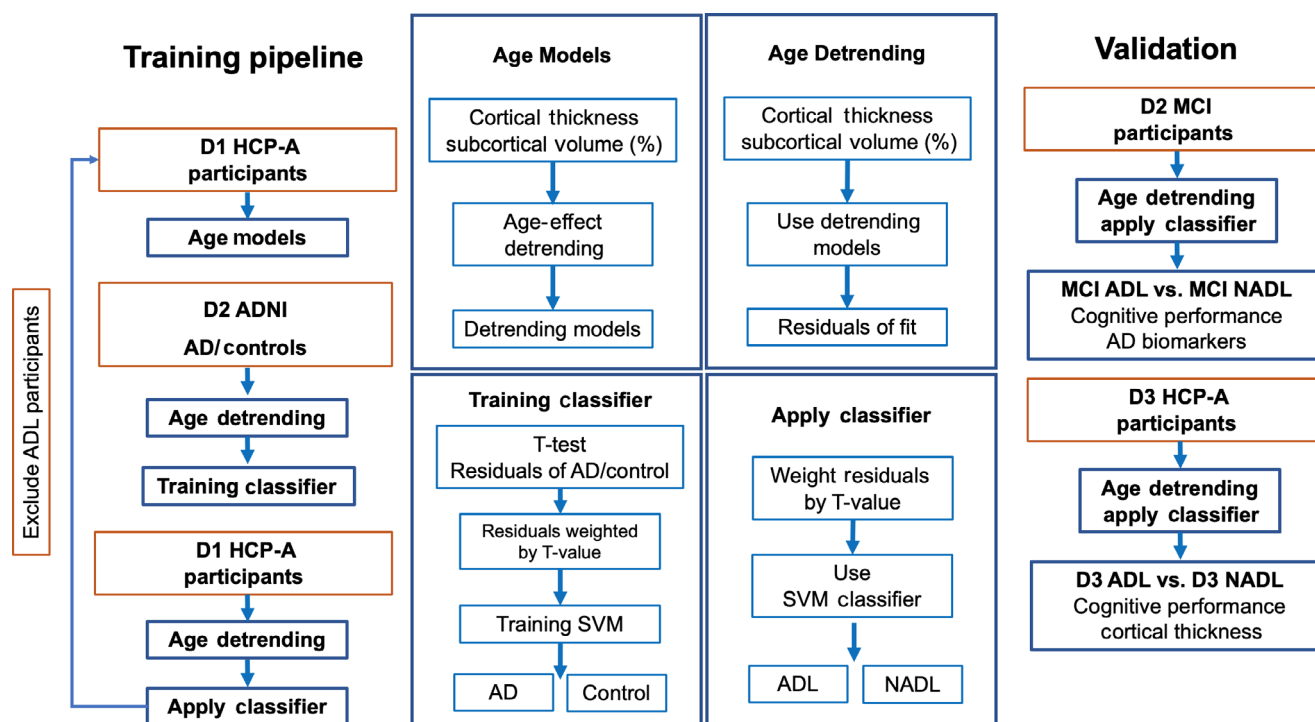 Training pipeline
D1 HCP-A
participants
Age models
D2 ADNI
AD/controls
Age detrending
Training classifier
D1 HCP-A
participants
Age detrending
Apply classifier
Exclude ADL participants
Age Models
Cortical thickness
subcortical volume (%)
Age-effect
detrending
Detrending models
Age Detrending
Cortical thickness
subcortical volume (%)
Use detrending
models
Residuals of fit
Training classifier
T-test
Residuals of AD/control
Residuals weighted
by T-value
Training SVM
AD
Control
Apply classifier
Weight residuals
by T-value
Use
SVM classifier
ADL
NADL
Validation
D2 MCI
participants
Age detrending
apply classifier
MCI ADL vs. MCI NADL
Cognitive performance
AD biomarkers
D3 HCP-A
participants
Age detrending
apply classifier
D3 ADL vs. D3 NADL
Cognitive performance
cortical thickness